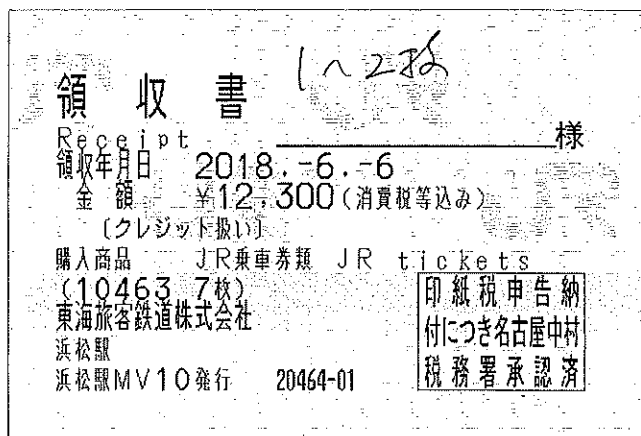 1~2枚
領 収 書
Receipt 様
領収年月日 2018.-6.-6
金 額 ¥12,300(消費税等込み)
(クレジット扱い)
購入商品 JR乗車券類 JR tickets
(10463 7枚)
東海旅客鉄道株式会社
浜松駅
浜松駅MV10発行 20464-01
印紙税申告納
付につき名古屋中村
税務署承認済